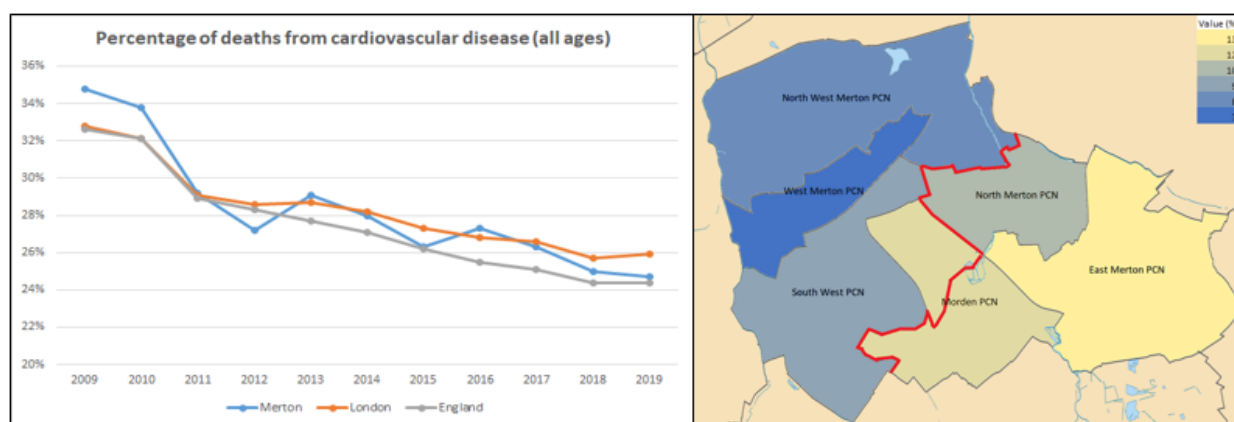 Percentage of deaths from cardiovascular disease (all ages)
36%
34%
32%
30%
28%
26%
24%
22%
20%
2009 2010 2011 2012 2013 2014 2015 2016 2017 2018 2019
Merton London England
Value (%
North West Merton PCN
West Merton PCN
North Merton PCN
East Merton PCN
South West PCN
Morden PCN